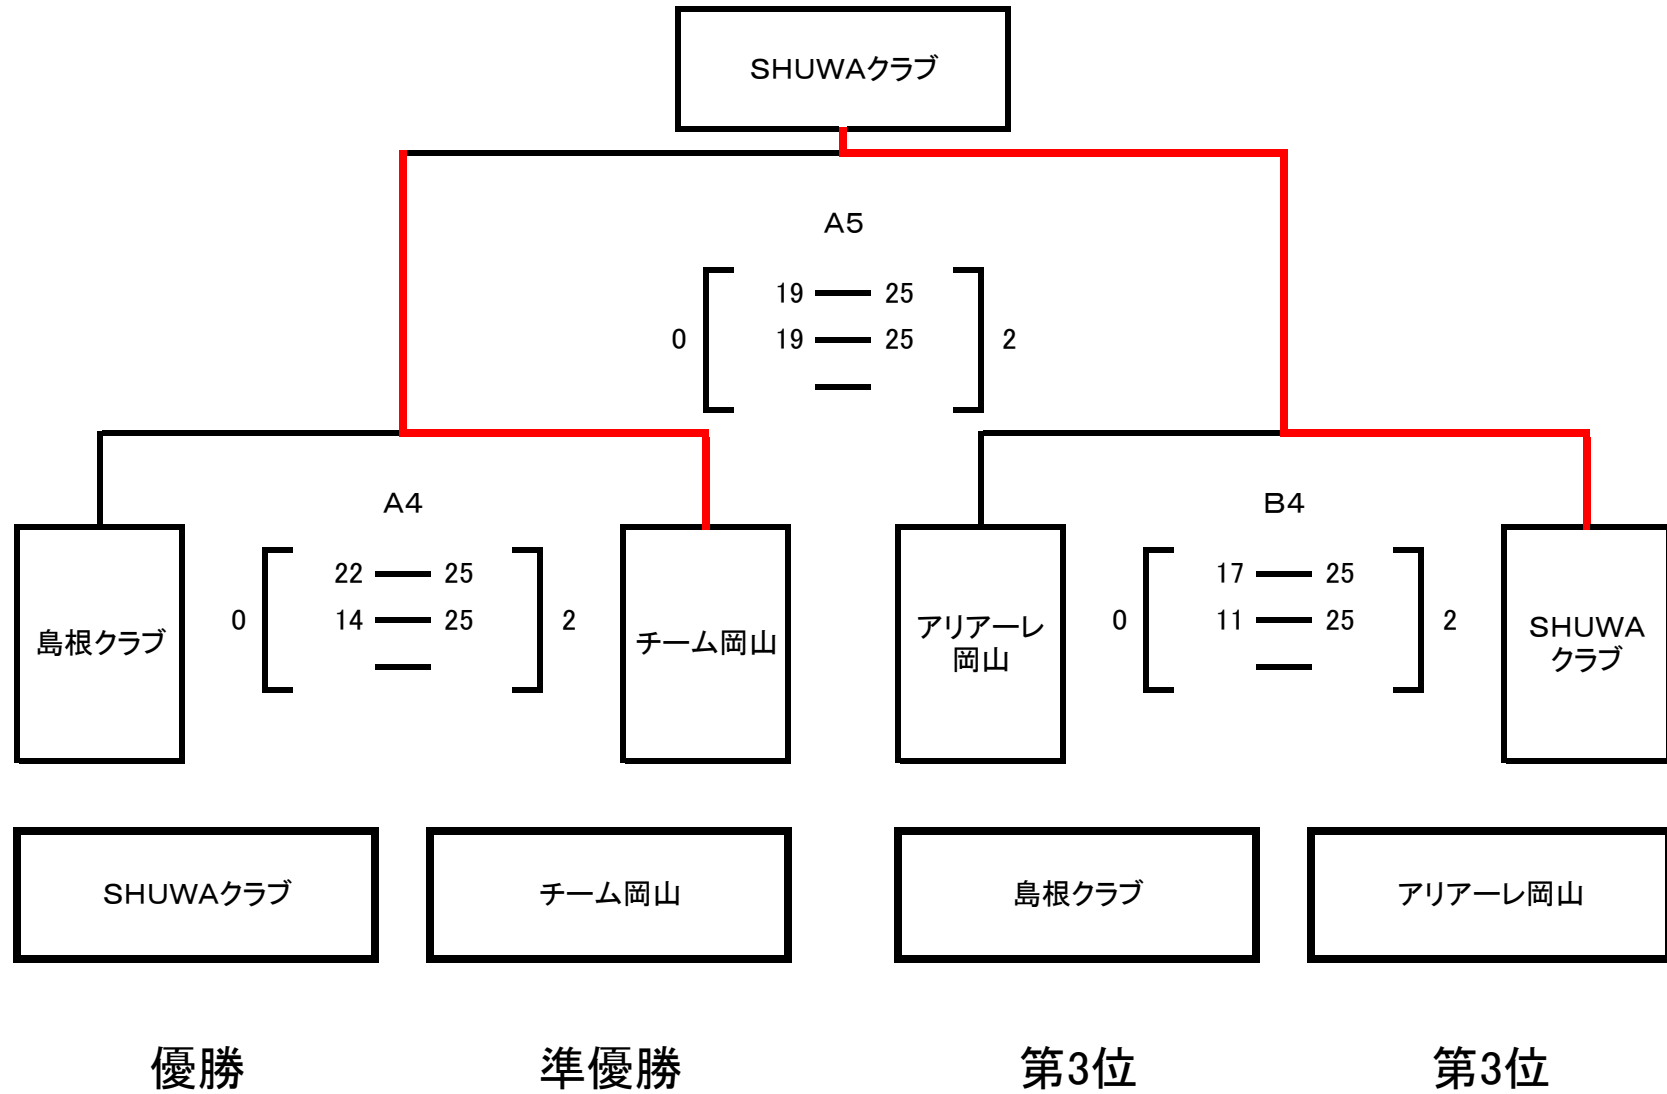 SHUWAクラブ
A5
19 ― 25
0 19 ― 25 2
―
A4
B4
22 ― 25
0 14 ― 25 2
―
17 ― 25
0 11 ― 25 2
―
島根クラブ
チーム岡山
アリアーレ
岡山
SHUWA
クラブ
SHUWAクラブ
チーム岡山
島根クラブ
アリアーレ岡山
優勝
準優勝
第3位
第3位